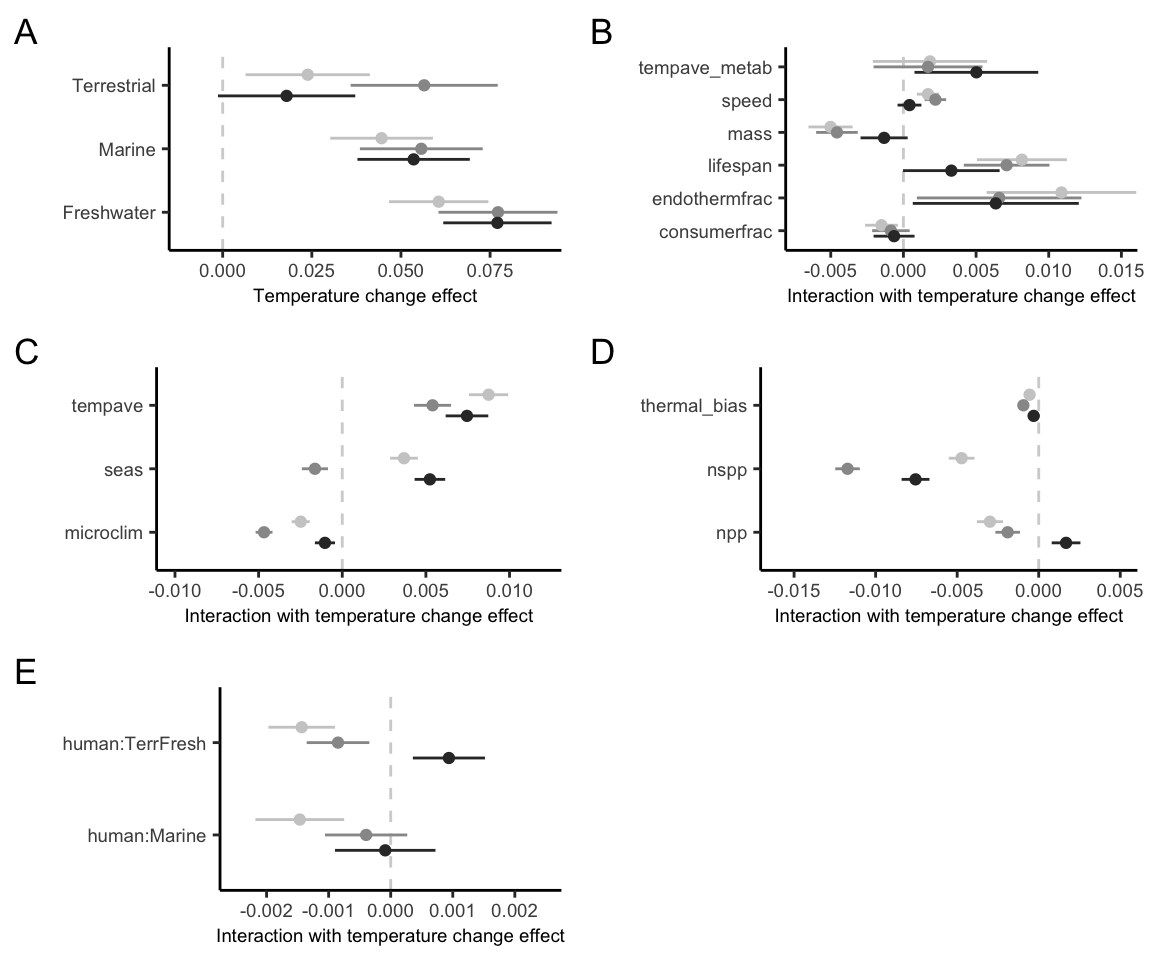 A
Terrestrial
Marine
Freshwater
0.000 0.025 0.050 0.075
Temperature change effect
B
tempave_metab
speed
mass
lifespan
endothermfrac
consumerfrac
-0.005 0.000 0.005 0.010 0.015
Interaction with temperature change effect
C
tempave
seas
microclim
-0.010 -0.005 0.000 0.005 0.010
Interaction with temperature change effect
D
thermal_bias
nspp
npp
-0.015 -0.010 -0.005 0.000 0.005
Interaction with temperature change effect
E
human:TerrFresh
human:Marine
-0.002 -0.001 0.000 0.001 0.002
Interaction with temperature change effect